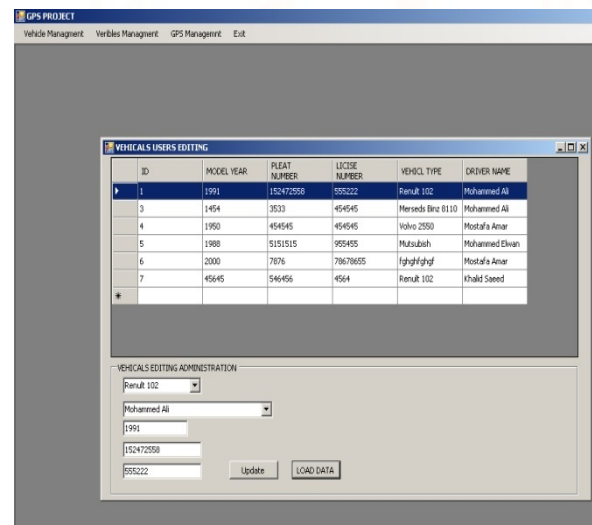 GPS PROJECT
Vehicle Managment Veribles Managment GPS Managemnt Exit
VEHICALS USERS EDITING
ID MODEL YEAR PLEAT NUMBER LICISE NUMBER VEHICL TYPE DRIVER NAME
1 1991 152472558 555222 Renult 102 Mohammed Ali
3 1454 3533 454545 Merseds Binz 8110 Mohammed Ali
4 1950 454545 454545 Volvo 2550 Mostafa Amar
5 1988 5151515 955455 Mutsubish Mohammed Elwan
6 2000 7876 78678655 fghghfghgf Mostafa Amar
7 45645 546456 4564 Renult 102 Khalid Saeed
VEHICALS EDITING ADMINISTRATION
Renult 102
Mohammed Ali
1991
152472558
555222 Update LOAD DATA